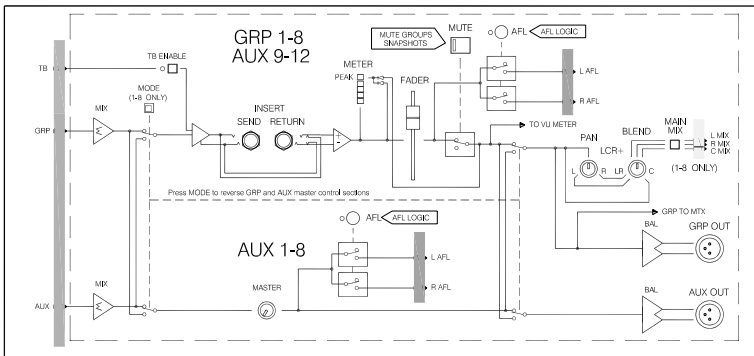 GRP 1-8
AUX 9-12
MUTE GROUPS
SNAPSHOTS
MUTE
AFL
AFL LOGIC
TB
TB ENABLE
MODE
(1-8 ONLY)
METER
PEAK
FADER
L AFL
R AFL
MIX
GRP
Σ
INSERT
SEND
RETURN
+
-
TO VU METER
PAN
BLEND
MAIN
MIX
L MIX
R MIX
C MIX
LCR+
L
R
LR
C
(1-8 ONLY)
Press MODE to reverse GRP and AUX master control sections
AFL
AFL LOGIC
GRP TO MTX
AUX 1-8
BAL
GRP OUT
L AFL
R AFL
MASTER
MIX
AUX
Σ
BAL
AUX OUT